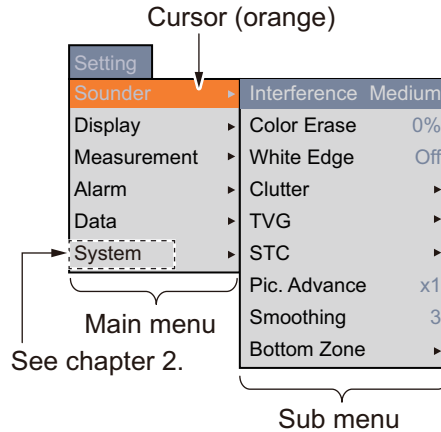 Cursor (orange)
Setting
Sounder
Display
Measurement
Alarm
Data
System
Interference Medium
Color Erase 0%
White Edge Off
Clutter
TVG
STC
Pic. Advance x1
Smoothing 3
Bottom Zone
Main menu
See chapter 2.
Sub menu